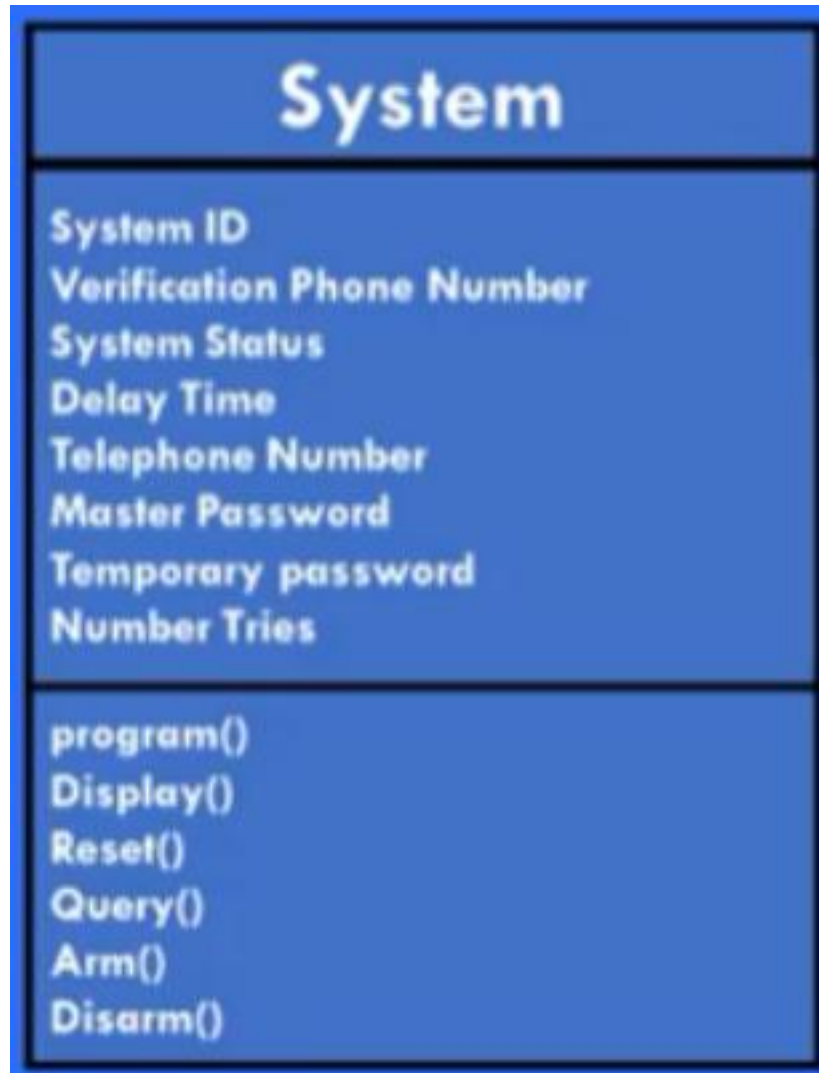 System
System ID
Verification Phone Number
System Status
Delay Time
Telephone Number
Master Password
Temporary password
Number Tries
program()
Display()
Reset()
Query()
Arm()
Disarm()